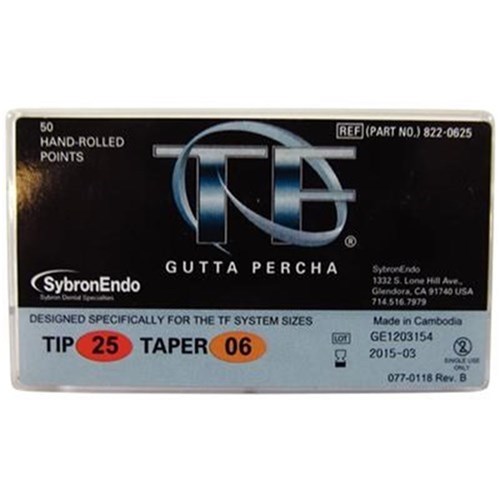 50
HAND-ROLLED
POINTS
REF (PART NO.) 822-0625
TF®
GUTTA PERCHA
SybronEndo
Sybron Dental Specialties
SybronEndo
1332 S. Lone Hill Ave.,
Glendora, CA 91740 USA
714.516.7979
DESIGNED SPECIFICALLY FOR THE TF SYSTEM SIZES
TIP 25 TAPER 06
Made in Cambodia
LOT GE1203154
2015-03
2
SINGLE USE
ONLY
077-0118 Rev. B